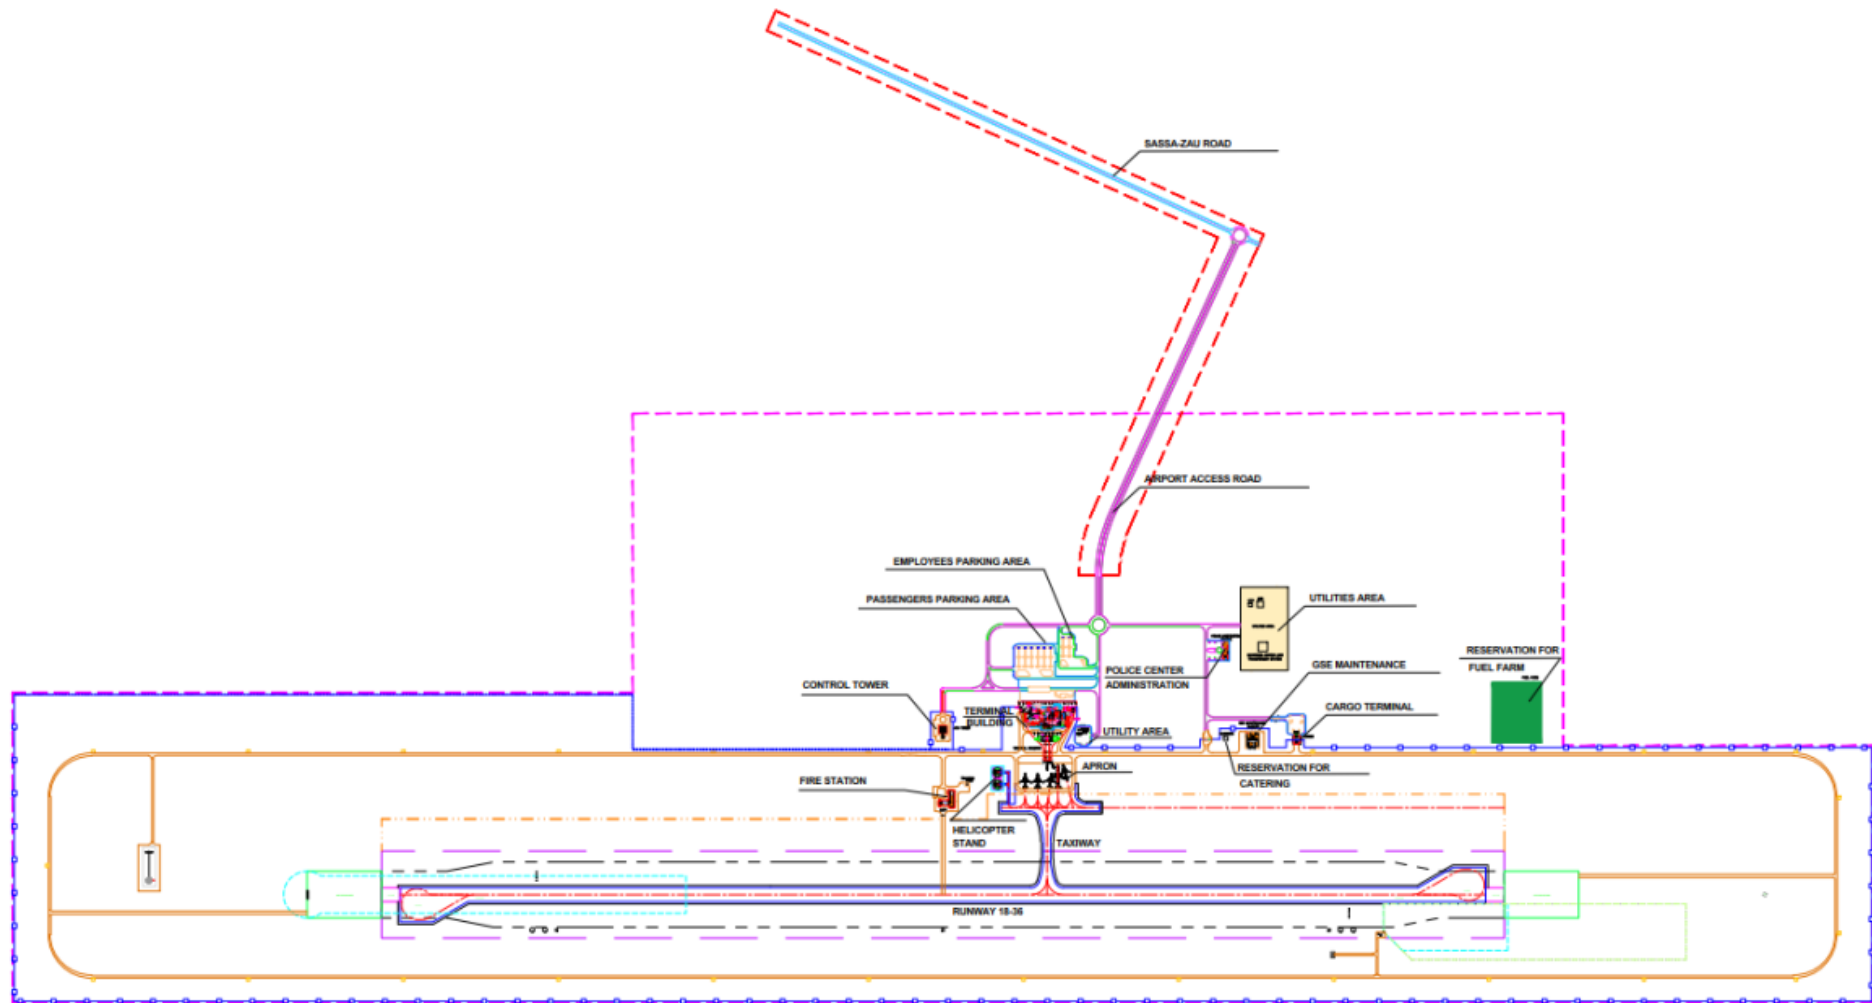 SASSA-ZAU ROAD
AIRPORT ACCESS ROAD
EMPLOYEES PARKING AREA
PASSENGERS PARKING AREA
UTILITIES AREA
RESERVATION FOR
FUEL FARM
POLICE CENTER
ADMINISTRATION
GSE MAINTENANCE
CONTROL TOWER
CARGO TERMINAL
TERMINAL
BUILDING
UTILITY AREA
APRON
RESERVATION FOR
CATERING
FIRE STATION
HELICOPTER
STAND
TAXIWAY
RUNWAY 18-36